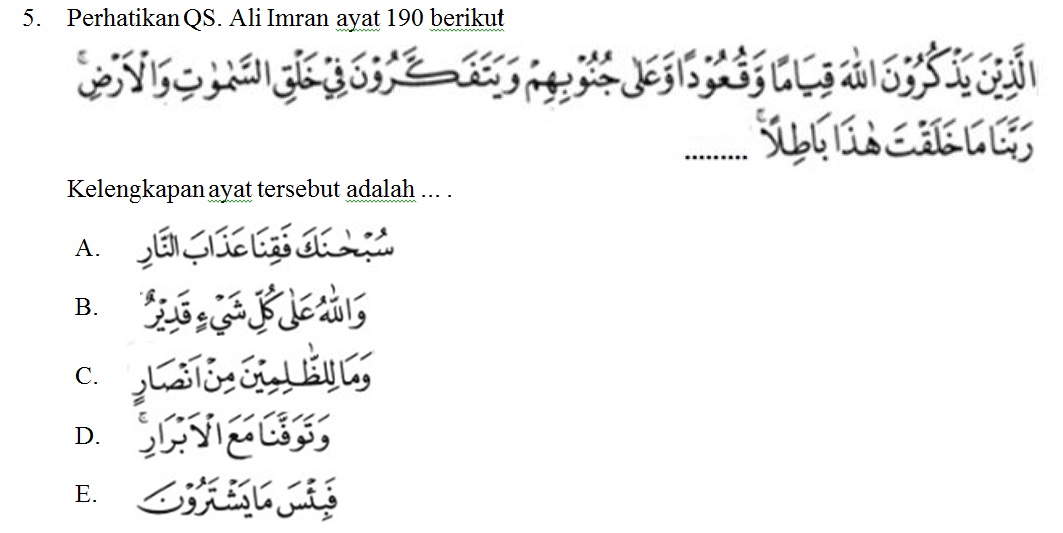 5. Perhatikan QS. Ali Imran ayat 190 berikut
الَّذِيْنَ يَذْكُرُوْنَ اللّٰهَ قِيَامًا وَّقُعُوْدًا وَّعَلٰى جُنُوْبِهِمْ وَيَتَفَكَّرُوْنَ فِيْ خَلْقِ السَّمٰوٰتِ وَالْاَرْضِۚ
رَبَّنَا مَا خَلَقْتَ هٰذَا بَاطِلًاۚ .........
Kelengkapan ayat tersebut adalah ... .
A. سُبْحٰنَكَ فَقِنَا عَذَابَ النَّارِ
B. وَاللّٰهُ عَلٰى كُلِّ شَيْءٍ قَدِيْرٌ
C. وَمَا لِلظّٰلِمِيْنَ مِنْ اَنْصَارٍ
D. وَتَوَفَّنَا مَعَ الْاَبْرَارِۚ
E. فَبِئْسَ مَا يَشْتَرُوْنَ